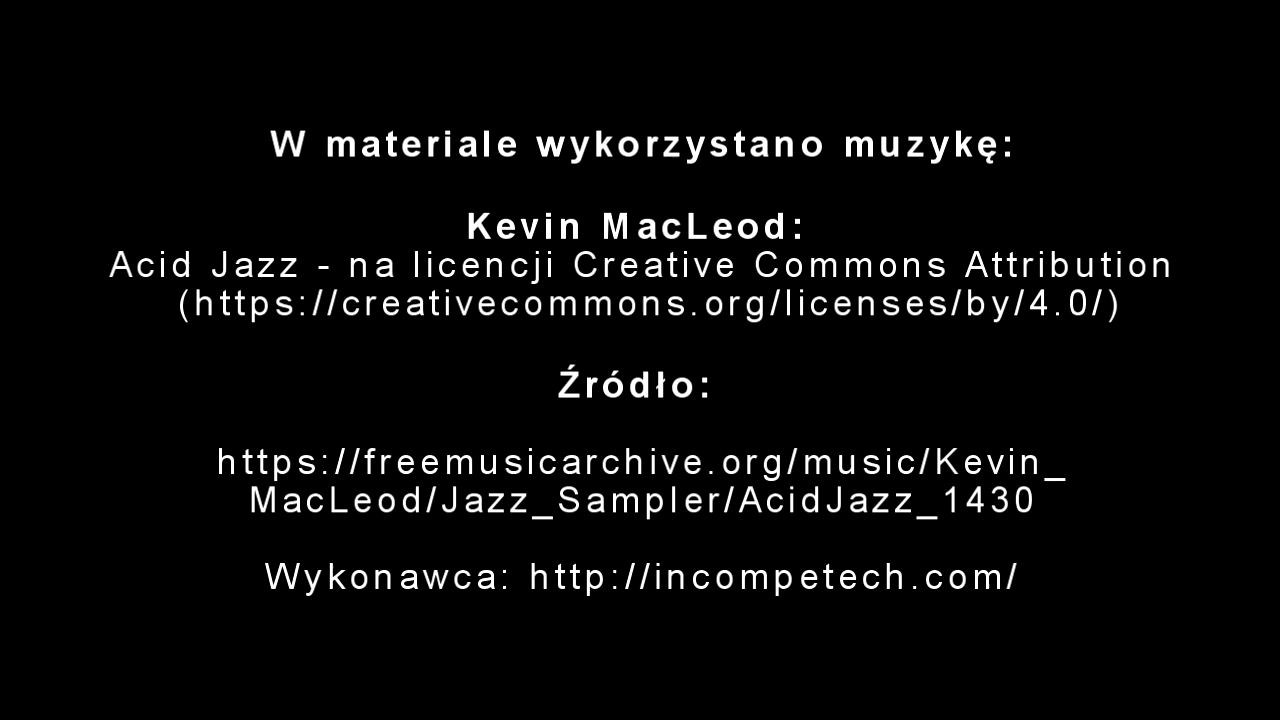 W materiale wykorzystano muzykę:
Kevin MacLeod:
Acid Jazz - na licencji Creative Commons Attribution
(https://creativecommons.org/licenses/by/4.0/)
Źródło:
https://freemusicarchive.org/music/Kevin_
MacLeod/Jazz_Sampler/AcidJazz_1430
Wykonawca: http://incompetech.com/